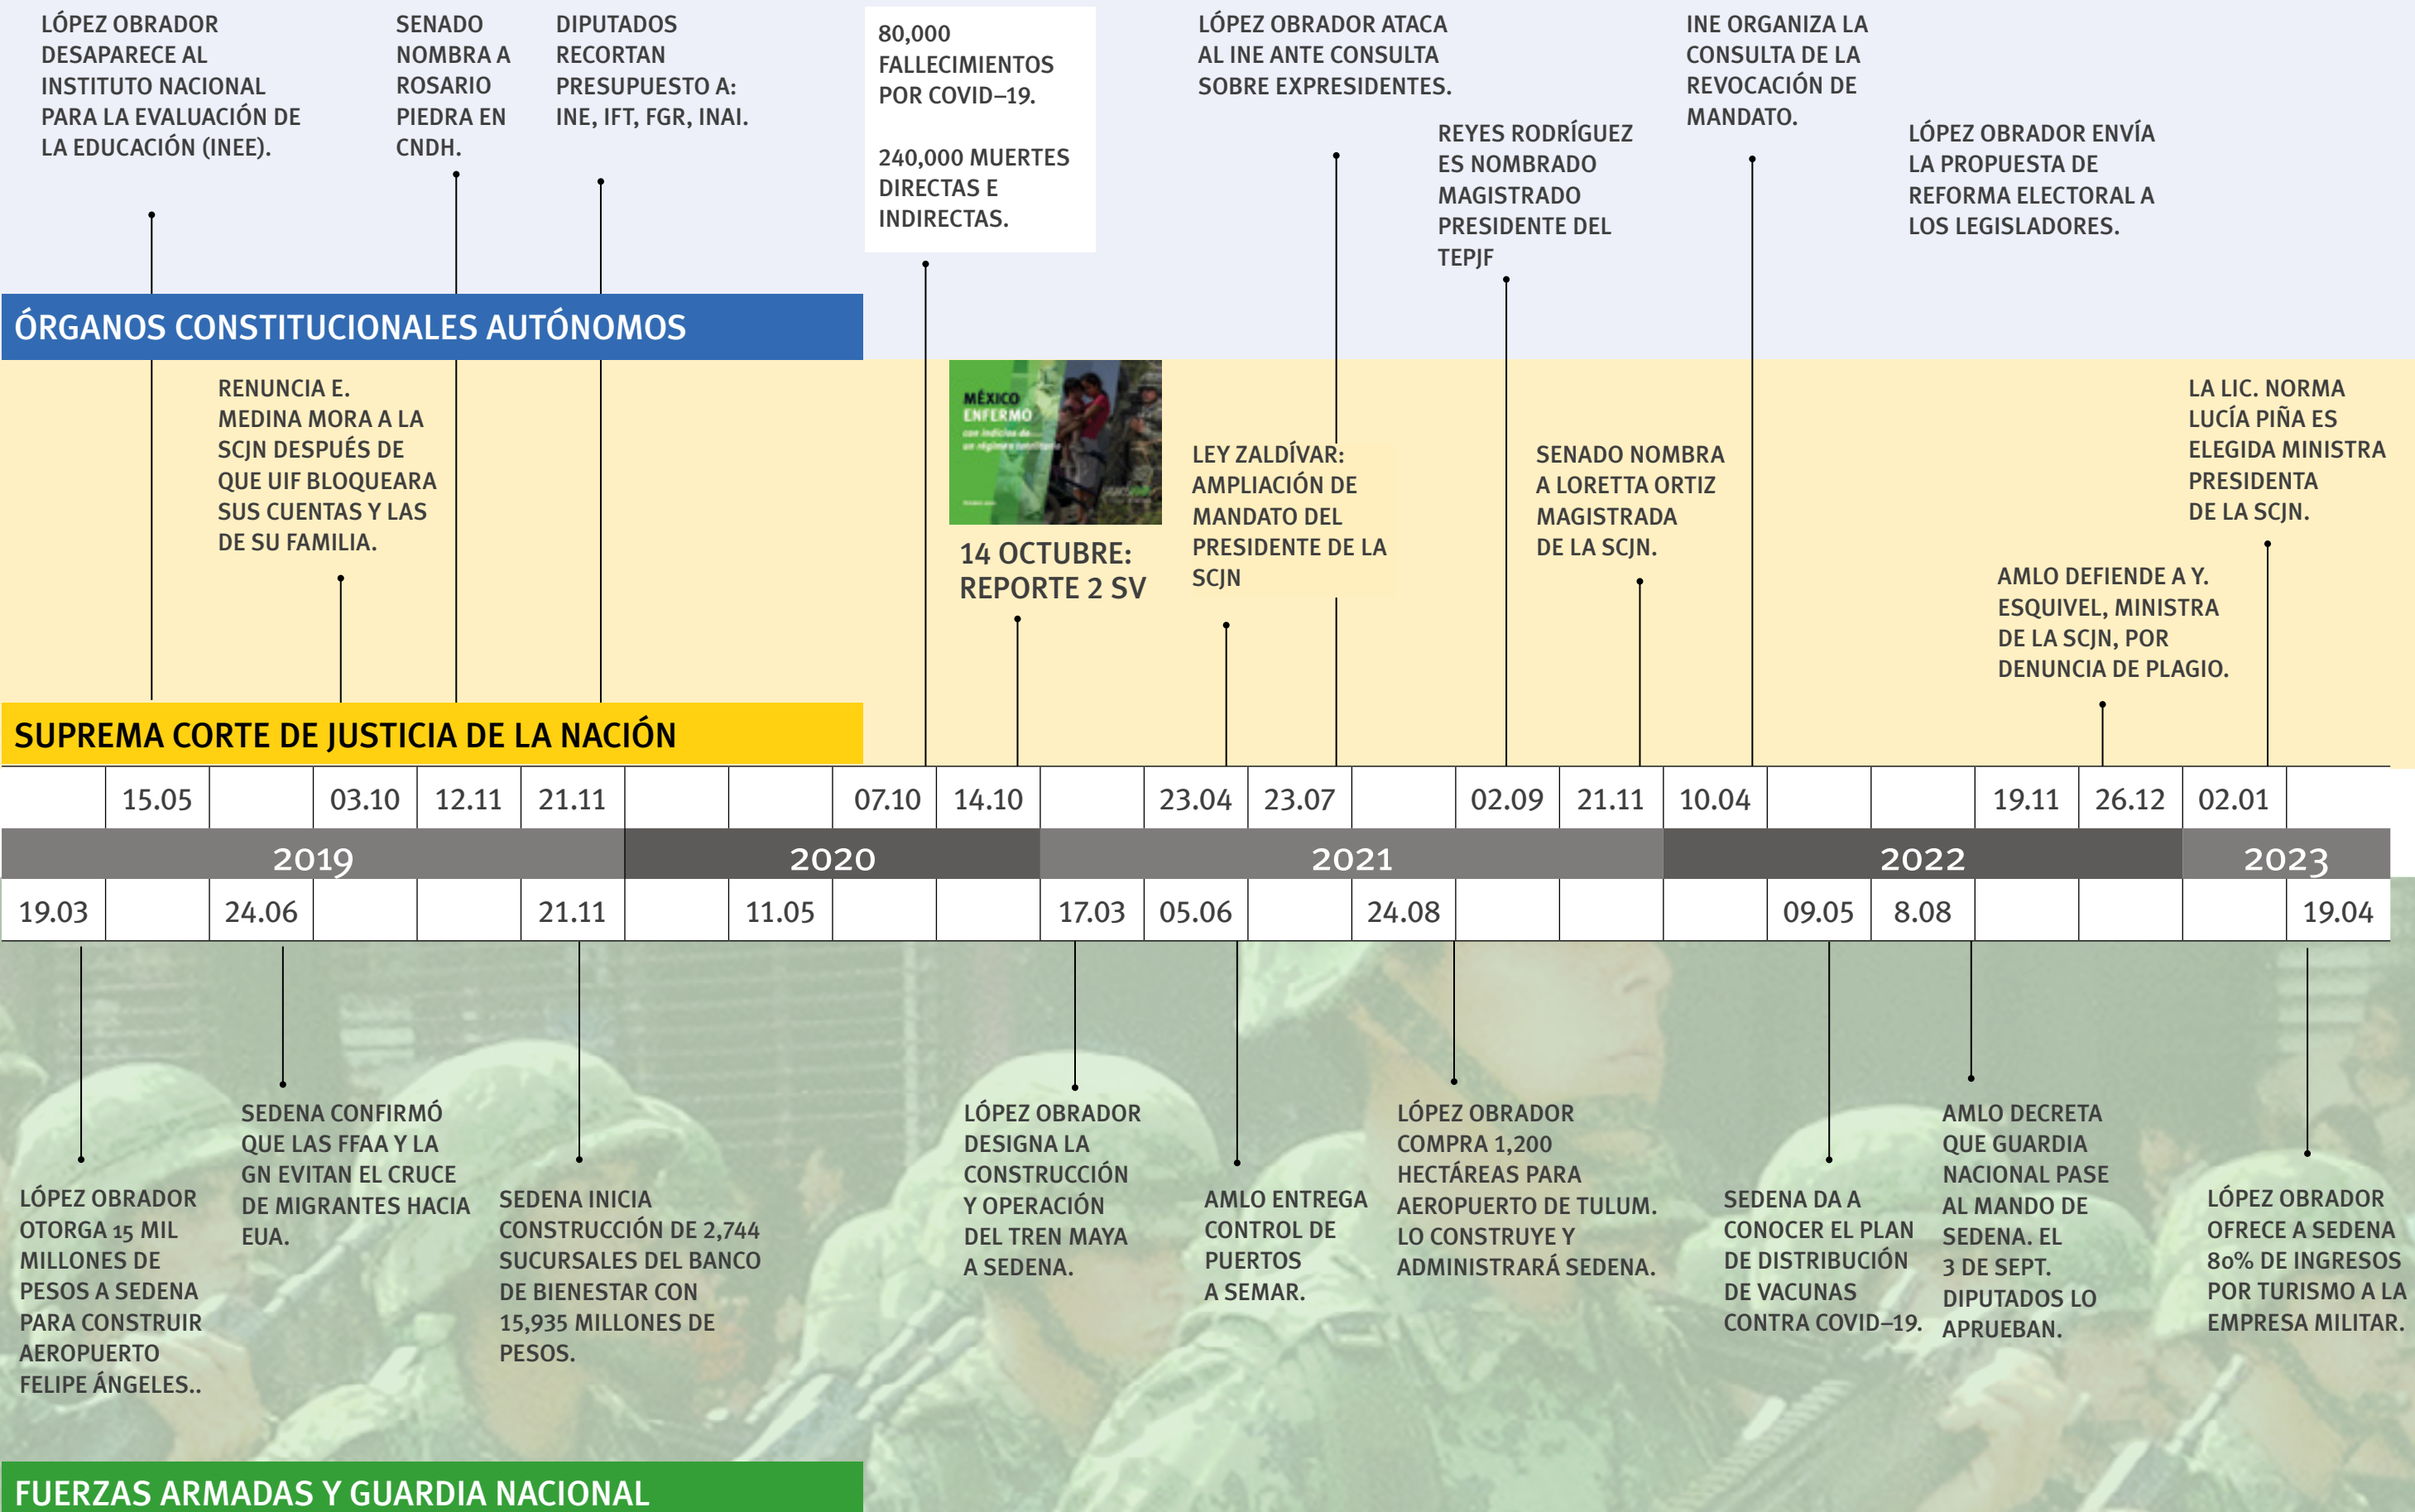 LÓPEZ OBRADOR
DESAPARECE AL
INSTITUTO NACIONAL
PARA LA EVALUACIÓN DE
LA EDUCACIÓN (INEE).
SENADO
NOMBRA A
ROSARIO
PIEDRA EN
CNDH.
DIPUTADOS
RECORTAN
PRESUPUESTO A:
INE, IFT, FGR, INAI.
80,000
FALLECIMIENTOS
POR COVID–19.
240,000 MUERTES
DIRECTAS E
INDIRECTAS.
LÓPEZ OBRADOR ATACA
AL INE ANTE CONSULTA
SOBRE EXPRESIDENTES.
REYES RODRÍGUEZ
ES NOMBRADO
MAGISTRADO
PRESIDENTE DEL
TEPJF
INE ORGANIZA LA
CONSULTA DE LA
REVOCACIÓN DE
MANDATO.
LÓPEZ OBRADOR ENVÍA
LA PROPUESTA DE
REFORMA ELECTORAL A
LOS LEGISLADORES.
ÓRGANOS CONSTITUCIONALES AUTÓNOMOS
RENUNCIA E.
MEDINA MORA A LA
SCJN DESPUÉS DE
QUE UIF BLOQUEARA
SUS CUENTAS Y LAS
DE SU FAMILIA.
MÉXICO
ENFERMO
con indicios de
un régimen totalitario
14 OCTUBRE:
REPORTE 2 SV
LEY ZALDÍVAR:
AMPLIACIÓN DE
MANDATO DEL
PRESIDENTE DE LA
SCJN
SENADO NOMBRA
A LORETTA ORTIZ
MAGISTRADA
DE LA SCJN.
AMLO DEFIENDE A Y.
ESQUIVEL, MINISTRA
DE LA SCJN, POR
DENUNCIA DE PLAGIO.
LA LIC. NORMA
LUCÍA PIÑA ES
ELEGIDA MINISTRA
PRESIDENTA
DE LA SCJN.
SUPREMA CORTE DE JUSTICIA DE LA NACIÓN
15.05 03.10 12.11 21.11 07.10 14.10 23.04 23.07 02.09 21.11 10.04 19.11 26.12 02.01
2019 2020 2021 2022 2023
19.03 24.06 21.11 11.05 17.03 05.06 24.08 09.05 8.08 19.04
LÓPEZ OBRADOR
OTORGA 15 MIL
MILLONES DE
PESOS A SEDENA
PARA CONSTRUIR
AEROPUERTO
FELIPE ÁNGELES..
SEDENA CONFIRMÓ
QUE LAS FFAA Y LA
GN EVITAN EL CRUCE
DE MIGRANTES HACIA
EUA.
SEDENA INICIA
CONSTRUCCIÓN DE 2,744
SUCURSALES DEL BANCO
DE BIENESTAR CON
15,935 MILLONES DE
PESOS.
LÓPEZ OBRADOR
DESIGNA LA
CONSTRUCCIÓN
Y OPERACIÓN
DEL TREN MAYA
A SEDENA.
AMLO ENTREGA
CONTROL DE
PUERTOS
A SEMAR.
LÓPEZ OBRADOR
COMPRA 1,200
HECTÁREAS PARA
AEROPUERTO DE TULUM.
LO CONSTRUYE Y
ADMINISTRARÁ SEDENA.
SEDENA DA A
CONOCER EL PLAN
DE DISTRIBUCIÓN
DE VACUNAS
CONTRA COVID–19.
AMLO DECRETA
QUE GUARDIA
NACIONAL PASE
AL MANDO DE
SEDENA. EL
3 DE SEPT.
DIPUTADOS LO
APRUEBAN.
LÓPEZ OBRADOR
OFRECE A SEDENA
80% DE INGRESOS
POR TURISMO A LA
EMPRESA MILITAR.
FUERZAS ARMADAS Y GUARDIA NACIONAL